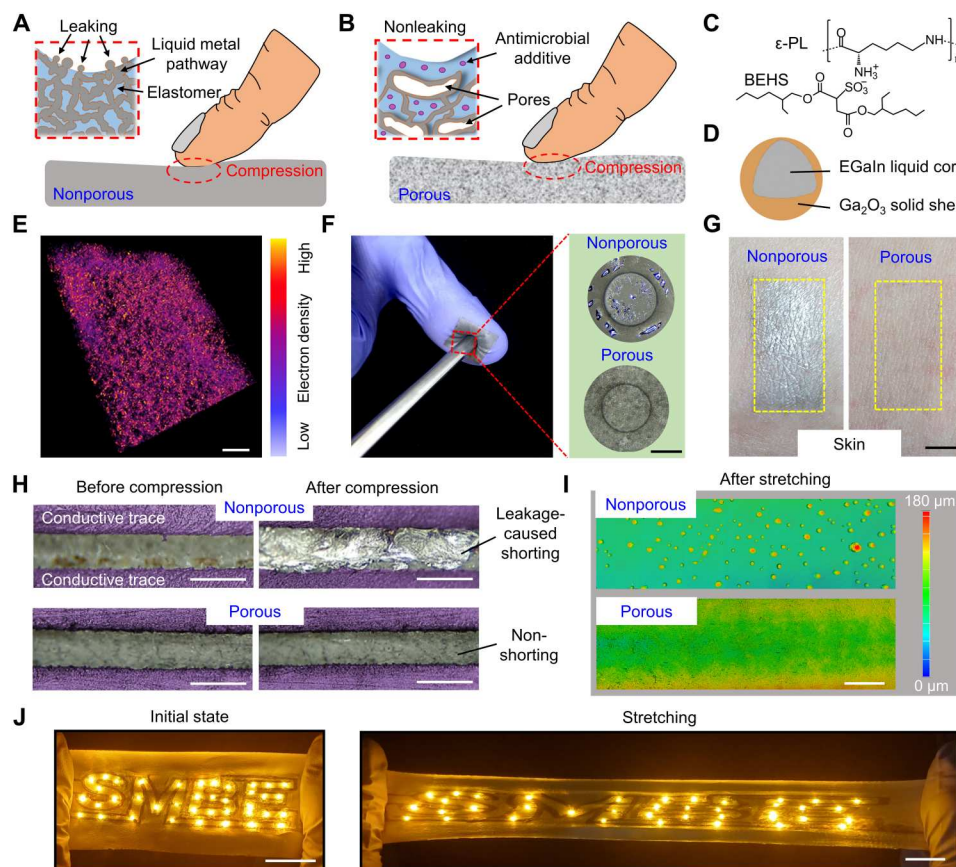 A
Leaking
Liquid metal
pathway
Elastomer
Compression
Nonporous
B
Nonleaking
Antimicrobial
additive
Pores
Compression
Porous
C
ε-PL
O
NH
n
NH3+
BEHS
SO3-
O
O
O
O
D
EGaIn liquid cor
Ga2O3 solid she
E
High
Electron density
Low
F
Nonporous
Porous
G
Nonporous
Porous
Skin
H
Before compression
After compression
Nonporous
Conductive trace
Conductive trace
Leakage-
caused shorting
Porous
Non-
shorting
I
After stretching
Nonporous
180 µm
Porous
0 µm
J
Initial state
Stretching
SMBE
SMBE